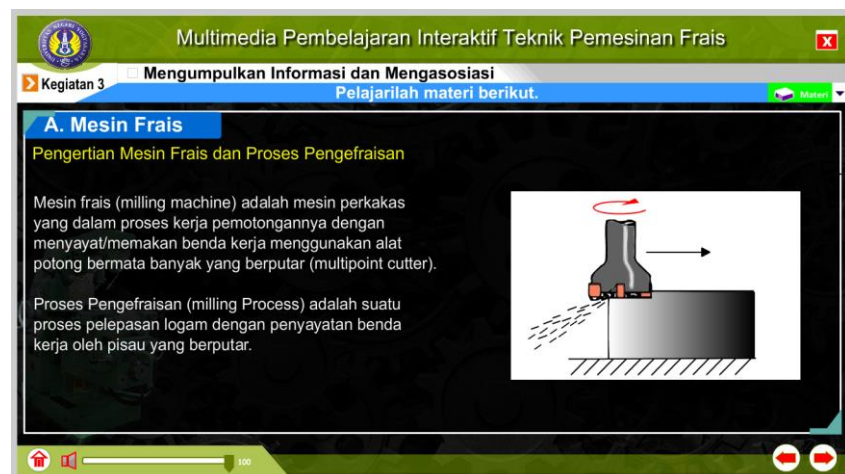 Multimedia Pembelajaran Interaktif Teknik Pemesinan Frais
X
Kegiatan 3
Mengumpulkan Informasi dan Mengasosiasi
Pelajarilah materi berikut.
Materi
A. Mesin Frais
Pengertian Mesin Frais dan Proses Pengefraisan
Mesin frais (milling machine) adalah mesin perkakas
yang dalam proses kerja pemotongannya dengan
menyayat/memakan benda kerja menggunakan alat
potong bermata banyak yang berputar (multipoint cutter).
Proses Pengefraisan (milling Process) adalah suatu
proses pelepasan logam dengan penyayatan benda
kerja oleh pisau yang berputar.
100